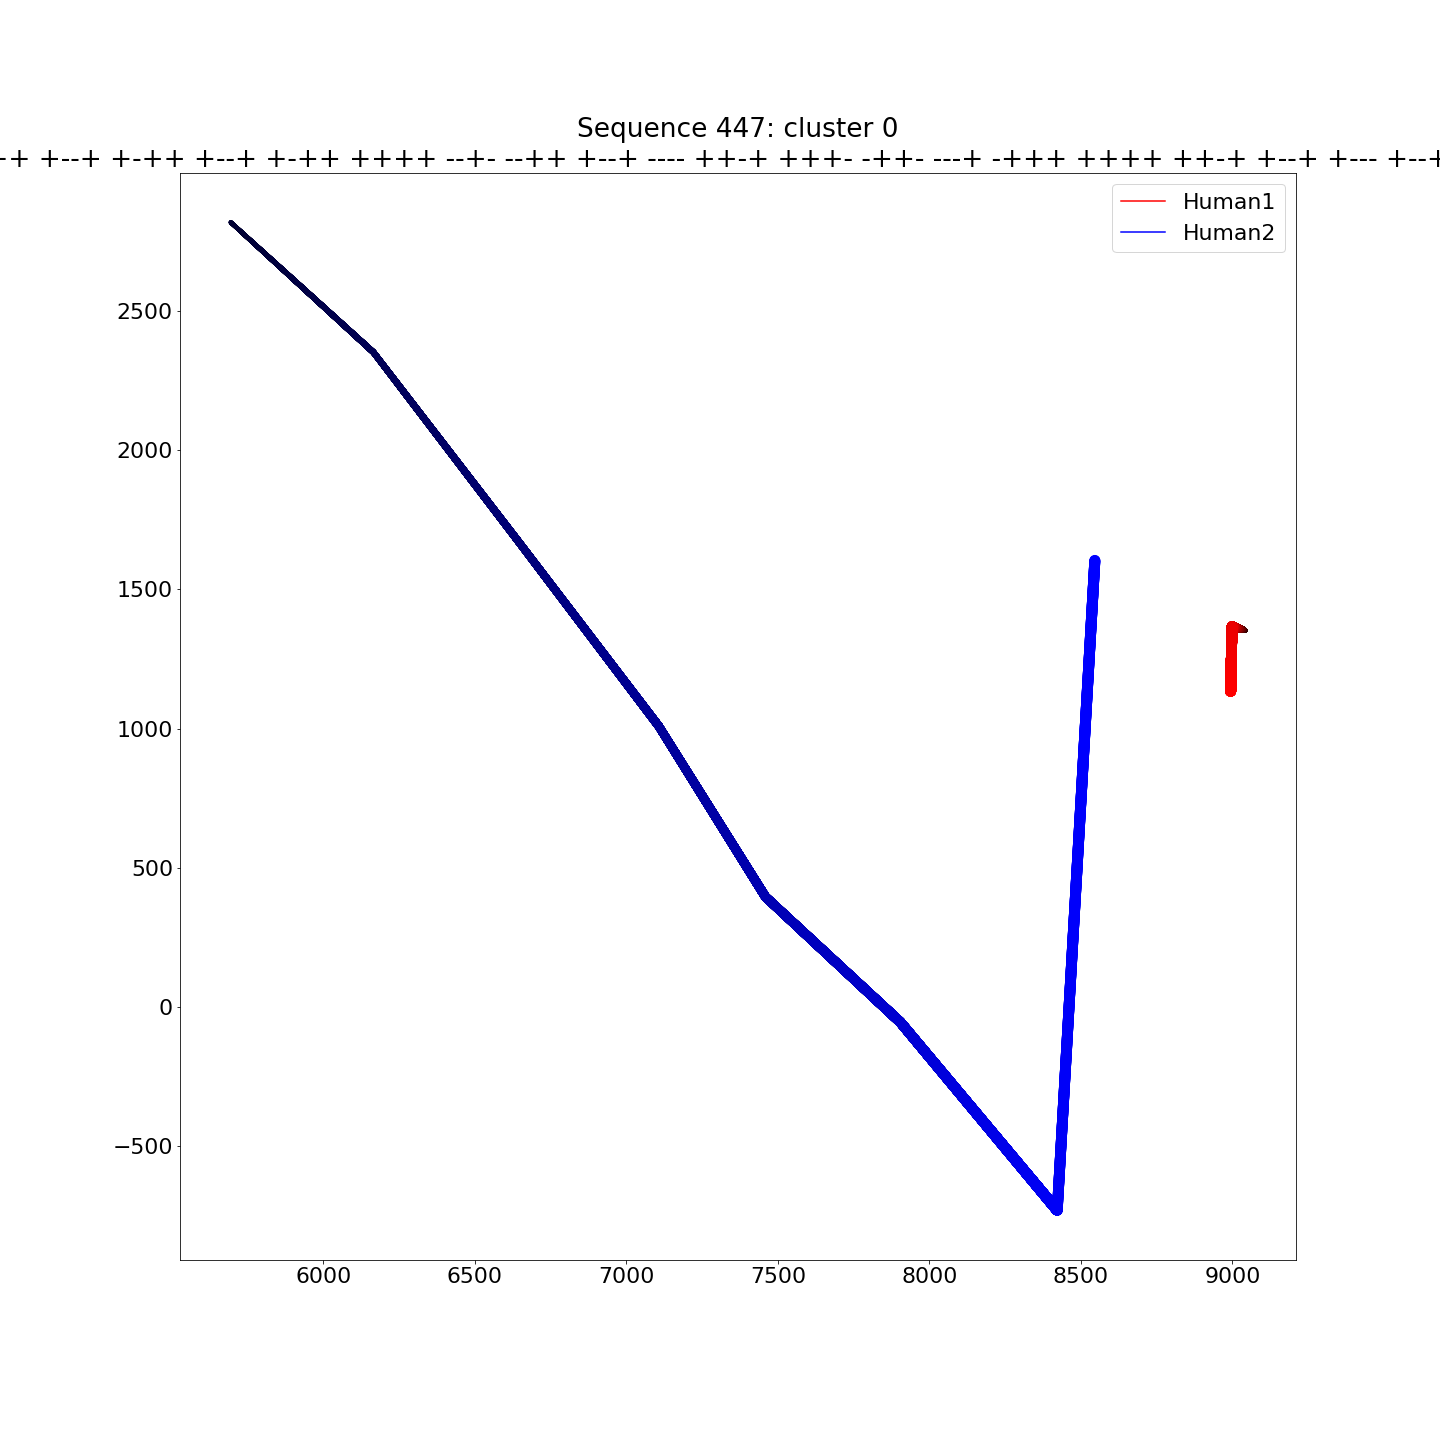 Sequence 447: cluster 0
-+ +--+ +-++ +--+ +-++ ++++ --+- --++ +--+ ---- ++-+ +++- -++- ---+ -+++ ++++ ++-+ +--+ +--- +--+
Human1
Human2
2500
2000
1500
1000
500
0
−500
6000 6500 7000 7500 8000 8500 9000